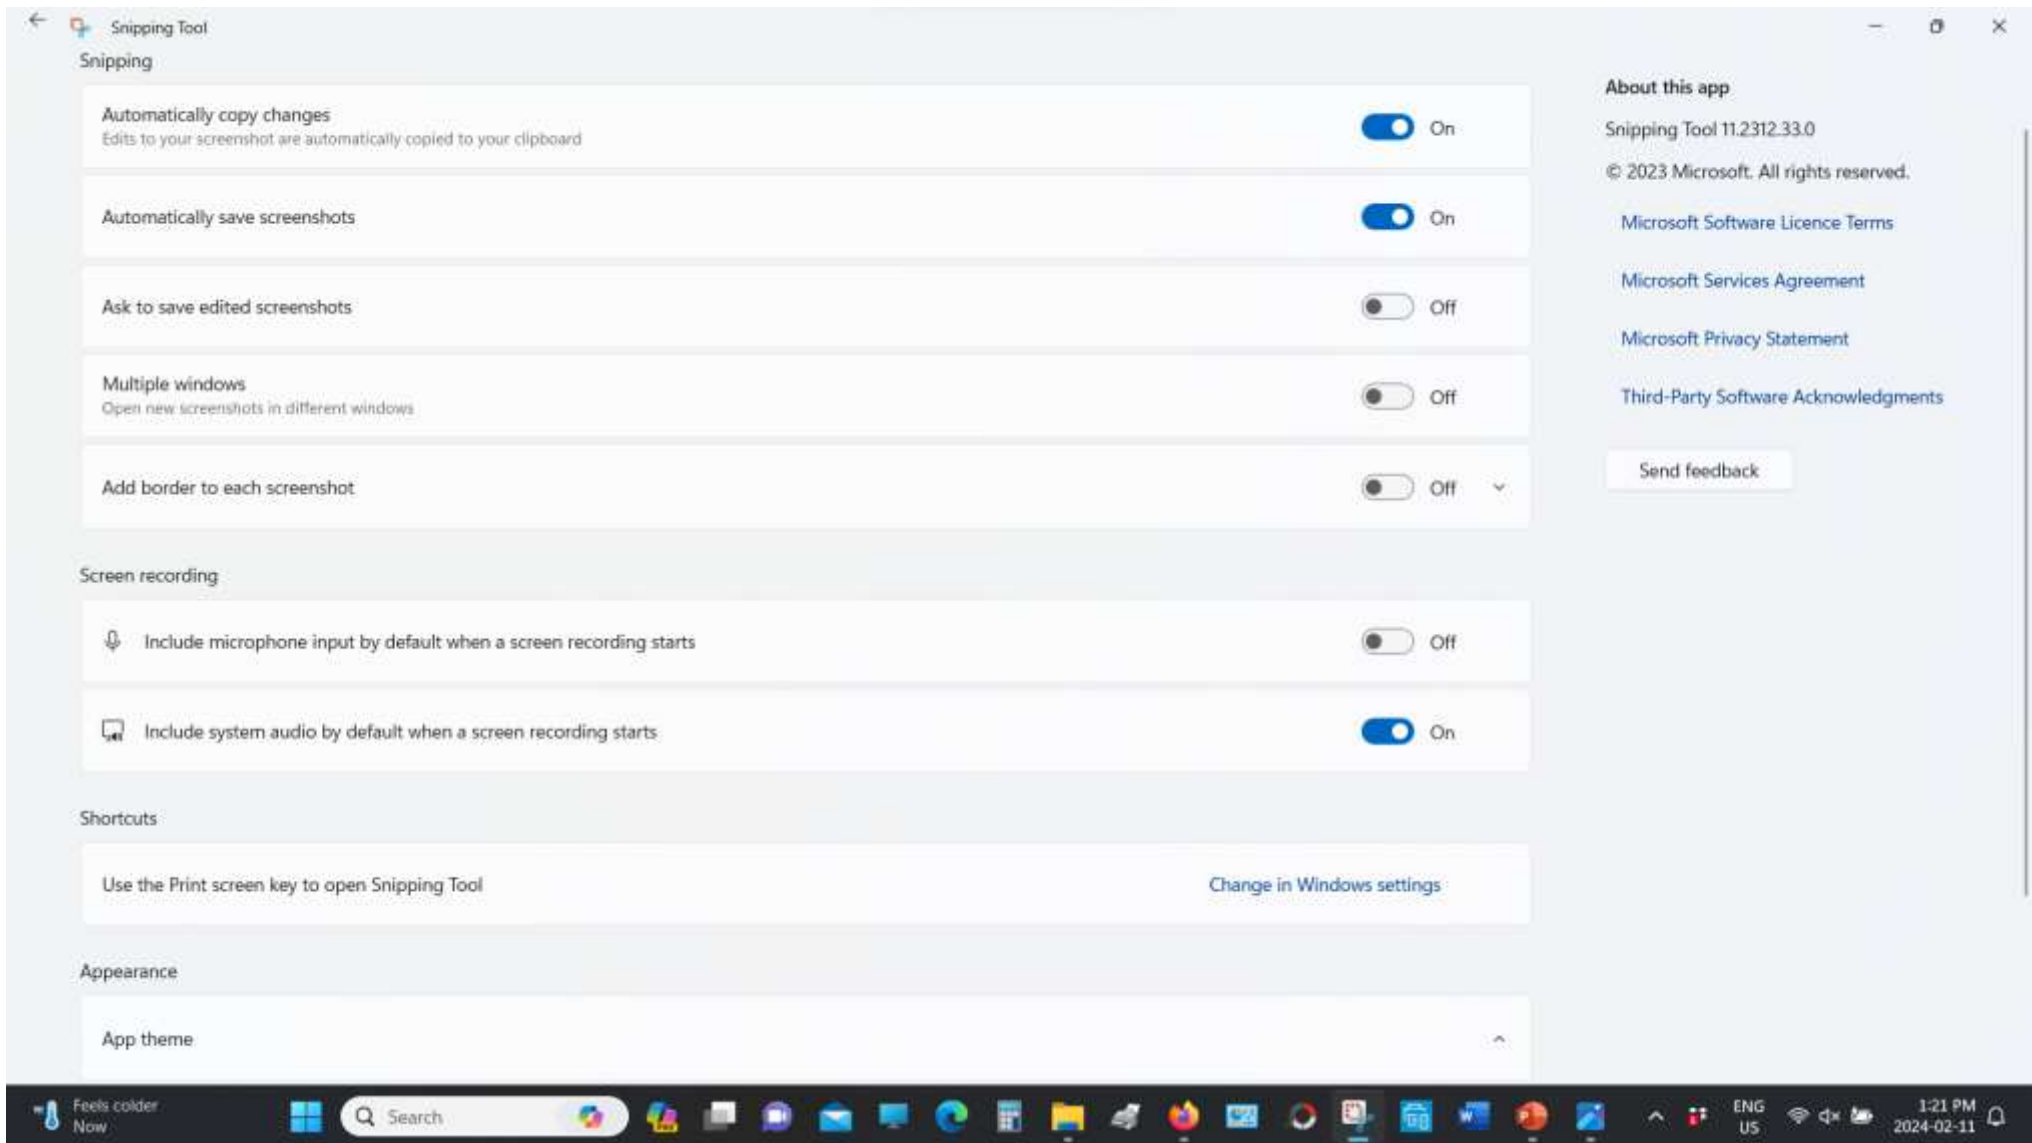 Snipping Tool
Snipping
Automatically copy changes
Edits to your screenshot are automatically copied to your clipboard
On
Automatically save screenshots
On
Ask to save edited screenshots
Off
Multiple windows
Open new screenshots in different windows
Off
Add border to each screenshot
Off
Screen recording
Include microphone input by default when a screen recording starts
Off
Include system audio by default when a screen recording starts
On
Shortcuts
Use the Print screen key to open Snipping Tool
Change in Windows settings
Appearance
App theme
About this app
Snipping Tool 11.2312.33.0
© 2023 Microsoft. All rights reserved.
Microsoft Software Licence Terms
Microsoft Services Agreement
Microsoft Privacy Statement
Third-Party Software Acknowledgments
Send feedback
Feels colder
Now
Search
ENG
US
1:21 PM
2024-02-11